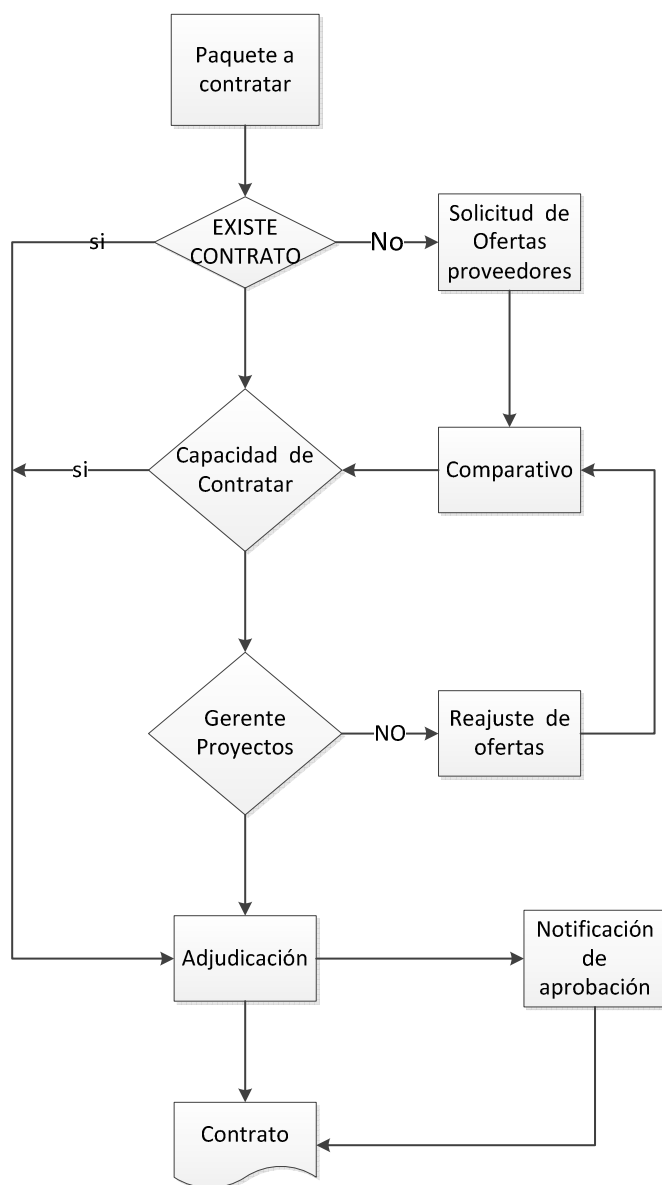 Paquete a
contratar
EXISTE
CONTRATO
si
No
Solicitud de
Ofertas
proveedores
Capacidad de
Contratar
si
Comparativo
Gerente
Proyectos
NO
Reajuste de
ofertas
Adjudicación
Notificación
de
aprobación
Contrato